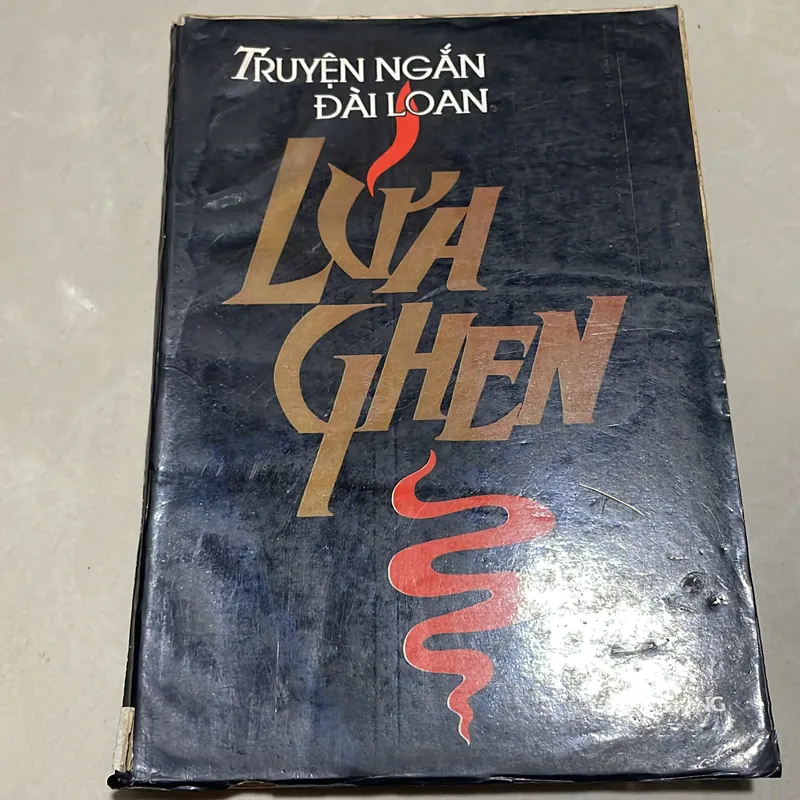 TRUYỆN NGẮN
ĐÀI LOAN
LỬA
GHEN